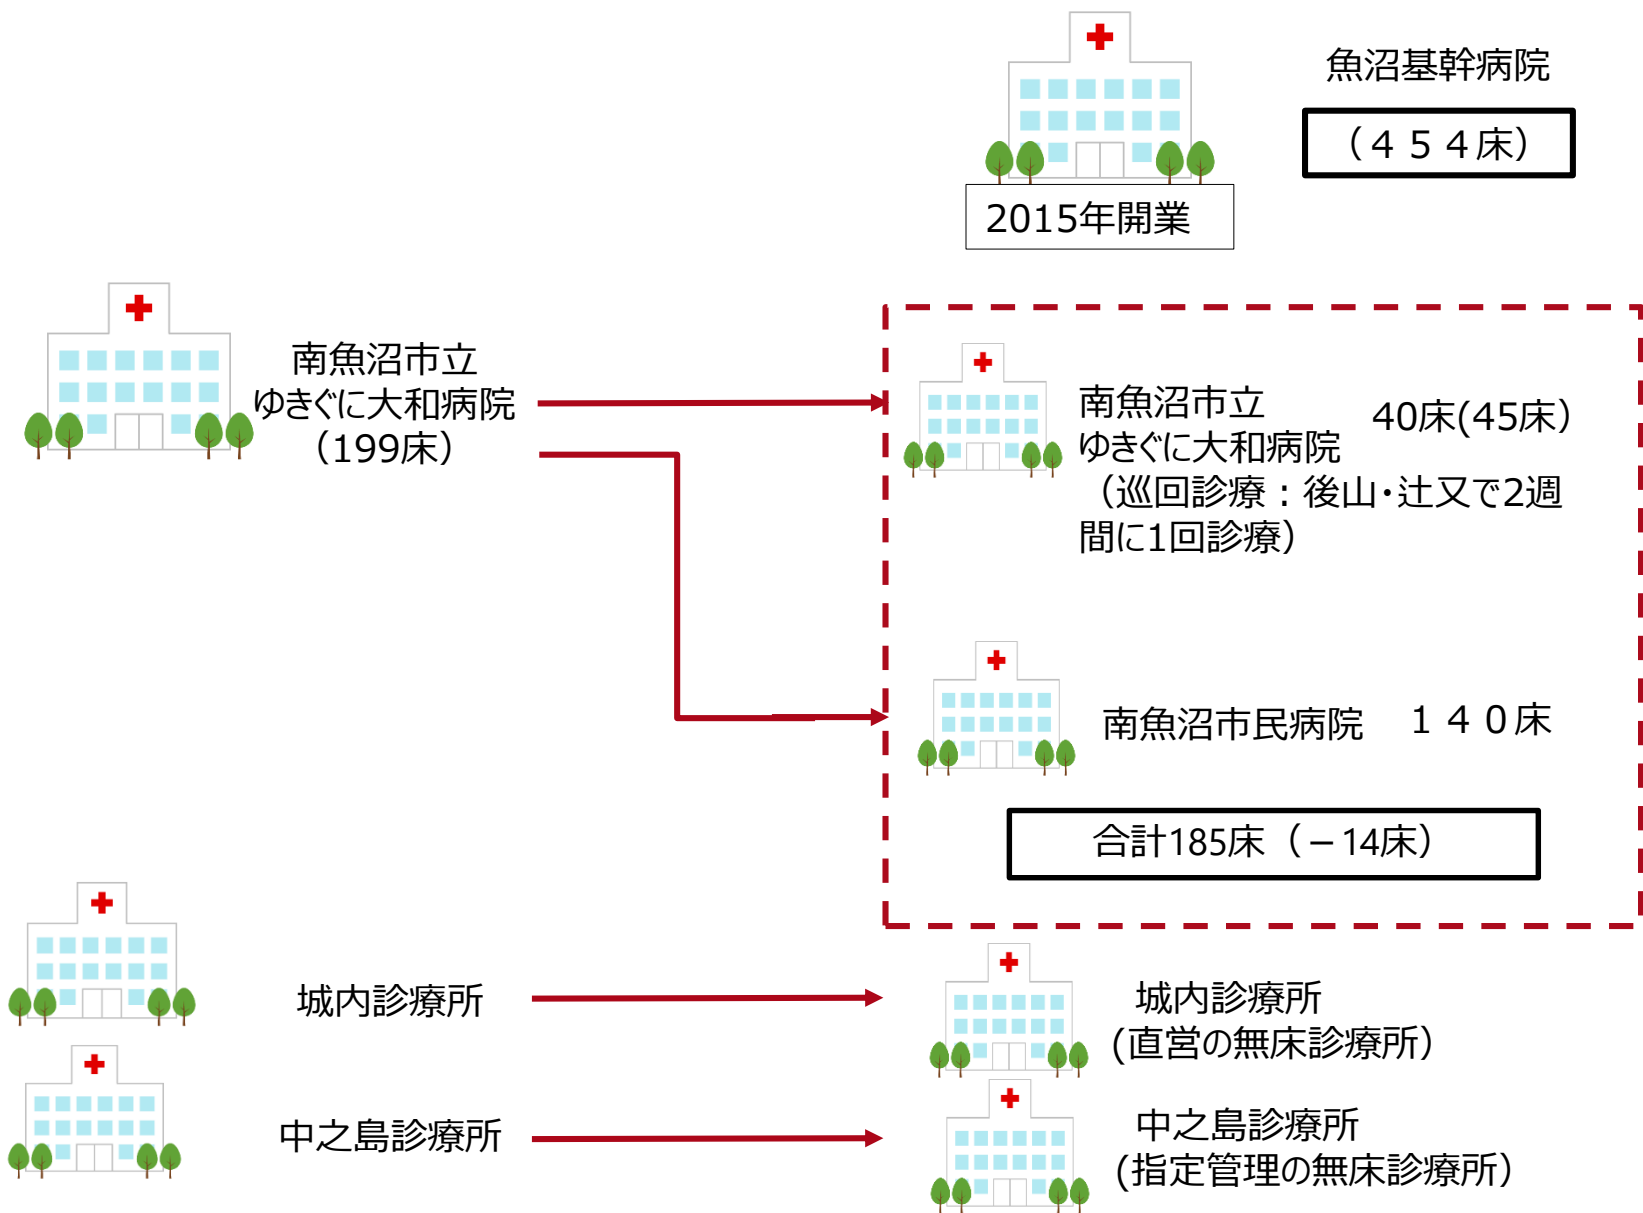 魚沼基幹病院
（４５４床）
2015年開業
南魚沼市立
ゆきぐに大和病院
（199床）
南魚沼市立
ゆきぐに大和病院
40床(45床）
（巡回診療：後山・辻又で2週
間に1回診療）
南魚沼市民病院
１４０床
合計185床（－14床）
城内診療所
城内診療所
(直営の無床診療所）
中之島診療所
中之島診療所
(指定管理の無床診療所）